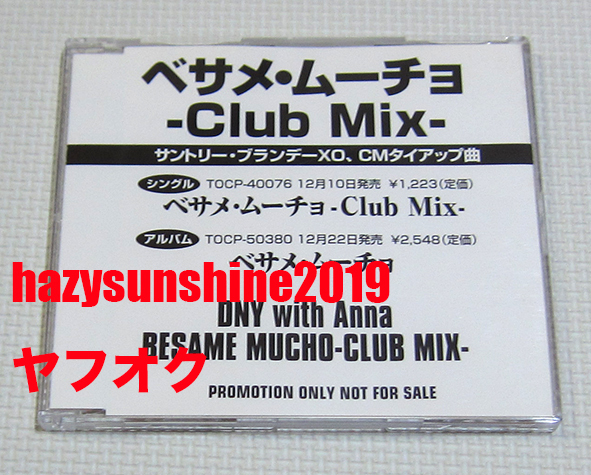 ベサメ・ムーチョ
-Club Mix-
サントリー・ブランデーXO、CMタイアップ曲
シングル TOCP-40076 12月10日発売 ¥1,223(定価)
ベサメ・ムーチョ-Club Mix-
アルバム TOCP-50380 12月22日発売 ¥2,548(定価)
ベサメ・ムーチョ
hazysunshine2019
DNY with Anna
BESAME MUCHO-CLUB MIX-
ヤフオク
PROMOTION ONLY NOT FOR SALE